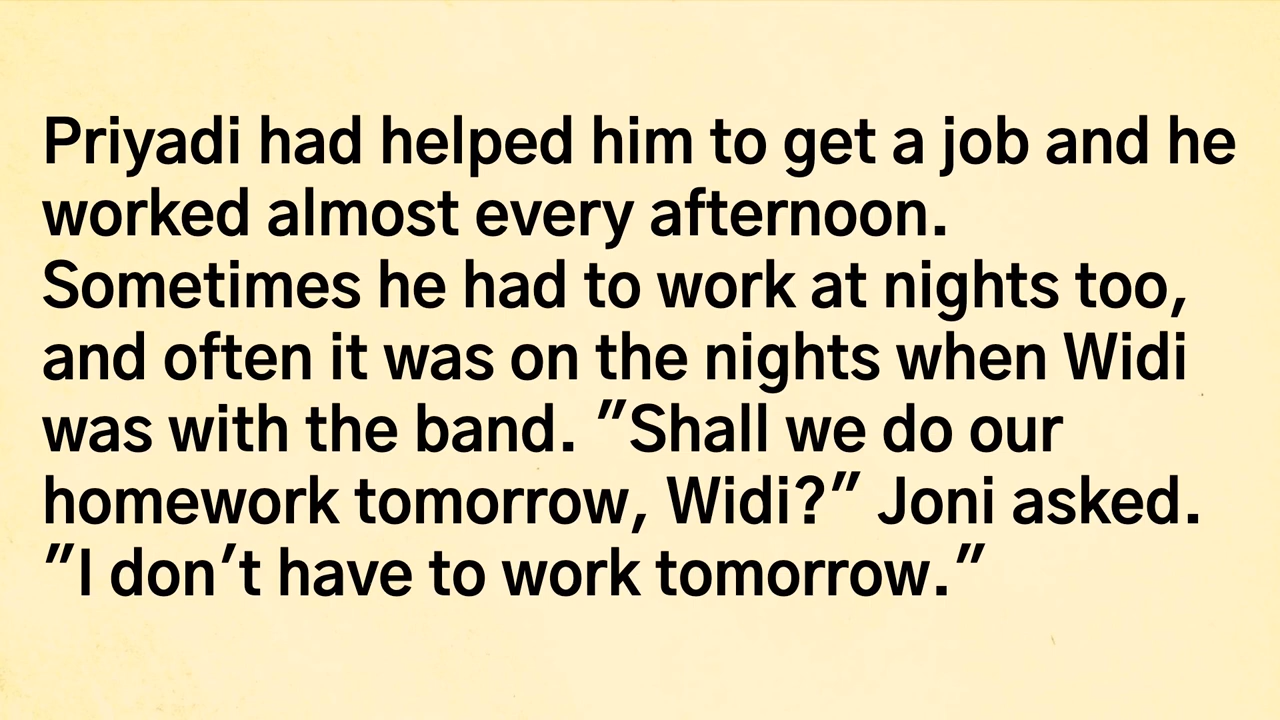 Priyadi had helped him to get a job and he
worked almost every afternoon.
Sometimes he had to work at nights too,
and often it was on the nights when Widi
was with the band. "Shall we do our
homework tomorrow, Widi?" Joni asked.
"I don't have to work tomorrow."